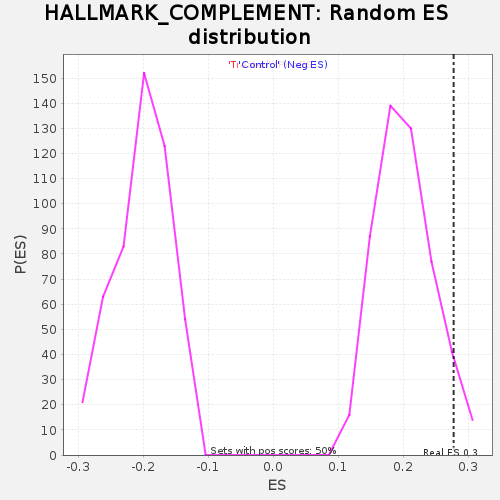 HALLMARK_COMPLEMENT: Random ES
distribution
'Control' (Neg ES)
150
140
130
120
110
100
90
80
70
60
50
40
30
20
10
0
P(ES)
Sets with pos scores: 50%
Real ES 0.3
-0.3 -0.2 -0.1 0.0 0.1 0.2 0.3
ES